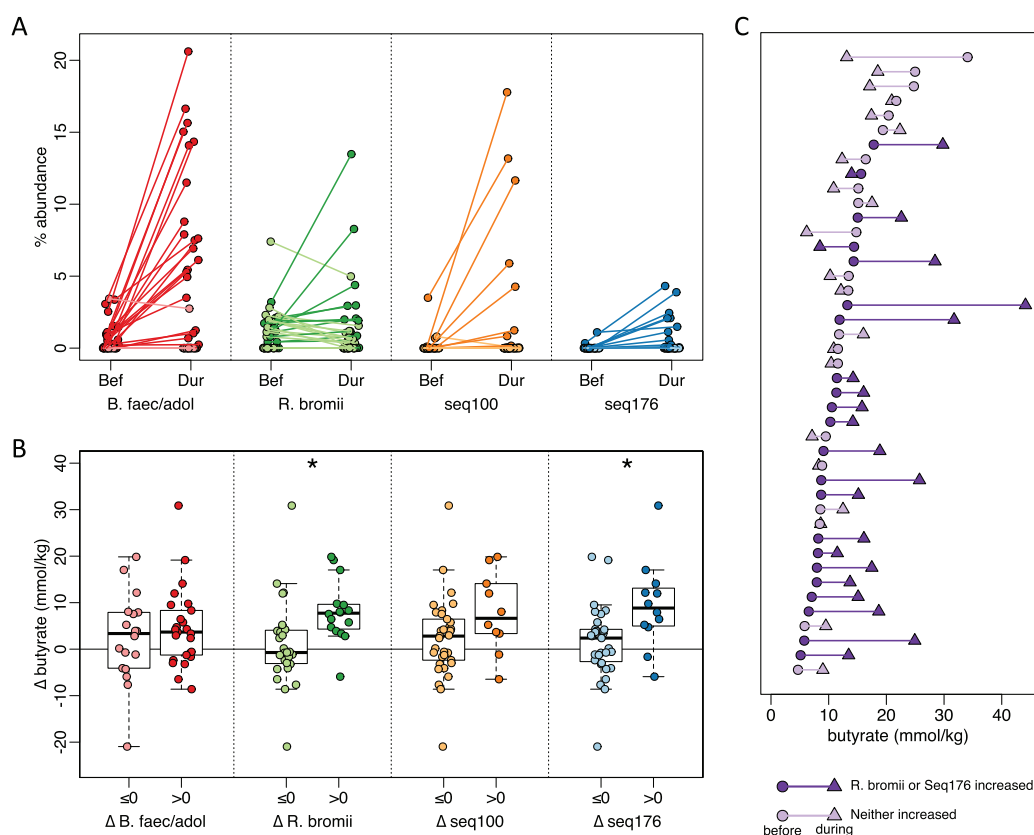 A
% abundance
20
15
10
5
0
Bef Dur Bef Dur Bef Dur Bef Dur
B. faec/adol R. bromii seq100 seq176
B
Δ butyrate (mmol/kg)
40
30
20
10
0
-10
-20
* *
≤0 >0 ≤0 >0 ≤0 >0 ≤0 >0
Δ B. faec/adol Δ R. bromii Δ seq100 Δ seq176
C
0 10 20 30 40
butyrate (mmol/kg)
R. bromii or Seq176 increased
Neither increased
before during